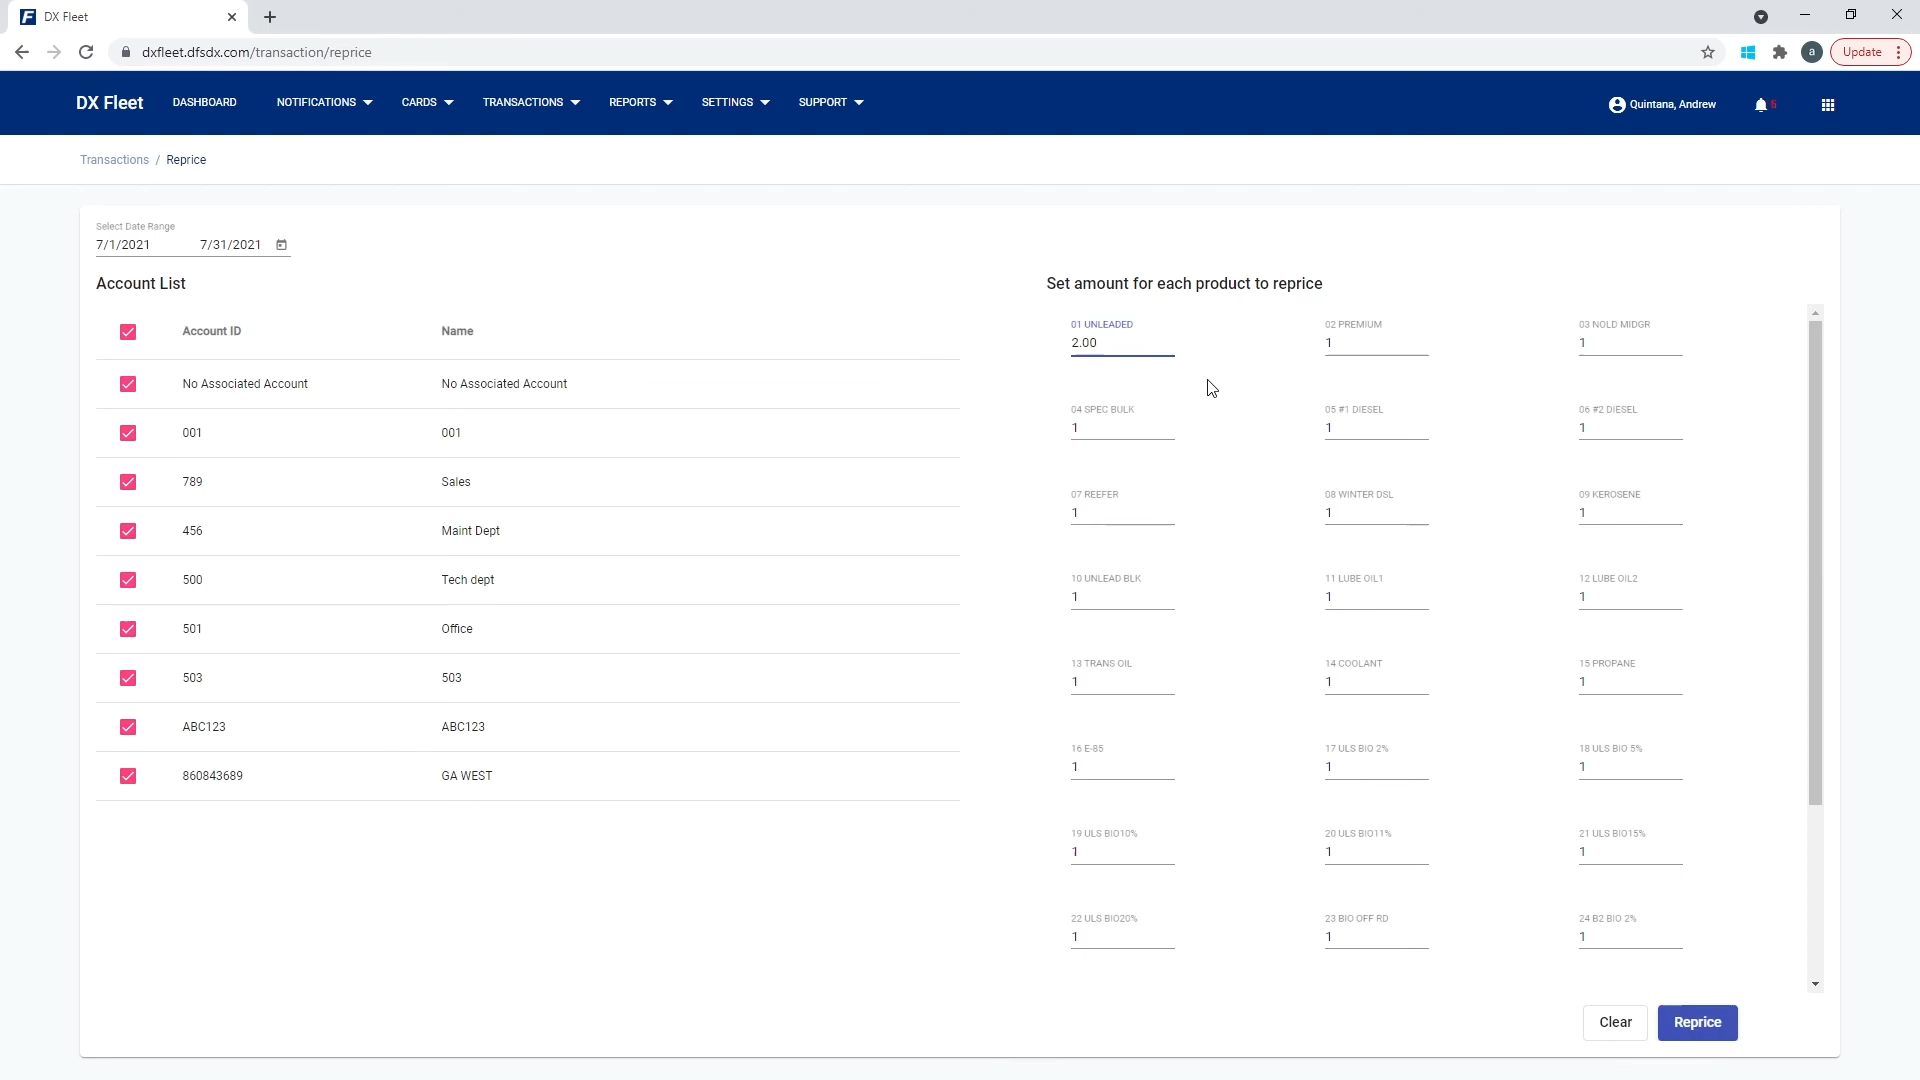 DX Fleet
dxfleet.dfsdx.com/transaction/reprice
a
Update
DX Fleet
DASHBOARD
NOTIFICATIONS
CARDS
TRANSACTIONS
REPORTS
SETTINGS
SUPPORT
Quintana, Andrew
5
Transactions / Reprice
Select Date Range
7/1/2021 7/31/2021
Account List
Account ID Name
No Associated Account No Associated Account
001 001
789 Sales
456 Maint Dept
500 Tech dept
501 Office
503 503
ABC123 ABC123
860843689 GA WEST
Set amount for each product to reprice
01 UNLEADED 02 PREMIUM 03 NOLD MIDGR
2.00 1 1
04 SPEC BULK 05 #1 DIESEL 06 #2 DIESEL
1 1 1
07 REEFER 08 WINTER DSL 09 KEROSENE
1 1 1
10 UNLEAD BLK 11 LUBE OIL1 12 LUBE OIL2
1 1 1
13 TRANS OIL 14 COOLANT 15 PROPANE
1 1 1
16 E-85 17 ULS BIO 2% 18 ULS BIO 5%
1 1 1
19 ULS BIO10% 20 ULS BIO11% 21 ULS BIO15%
1 1 1
22 ULS BIO20% 23 BIO OFF RD 24 B2 BIO 2%
1 1 1
Clear Reprice